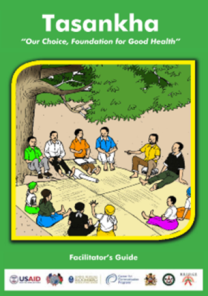 Tasankha
"Our Choice, Foundation for Good Health"
Facilitator's Guide
USAID